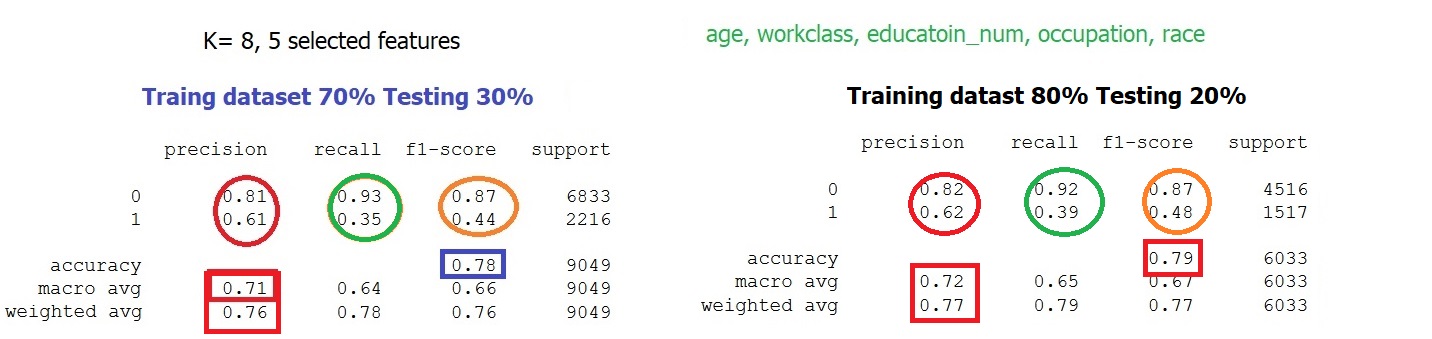 K= 8, 5 selected features
age, workclass, educatoin_num, occupation, race
Traing dataset 70% Testing 30%
precision recall f1-score support
0 0.81 0.93 0.87 6833
1 0.61 0.35 0.44 2216
accuracy 0.78 9049
macro avg 0.71 0.64 0.66 9049
weighted avg 0.76 0.78 0.76 9049
Training datast 80% Testing 20%
precision recall f1-score support
0 0.82 0.92 0.87 4516
1 0.62 0.39 0.48 1517
accuracy 0.79 6033
macro avg 0.72 0.65 0.67 6033
weighted avg 0.77 0.79 0.77 6033